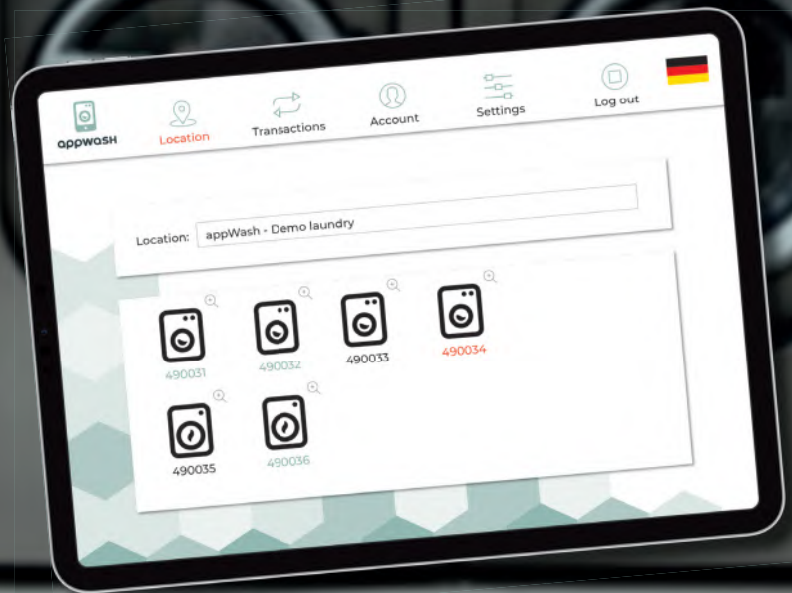 appWASH
Location
Transactions
Account
Settings
Log out
Location: appWash - Demo laundry
490031
490032
490033
490034
490035
490036